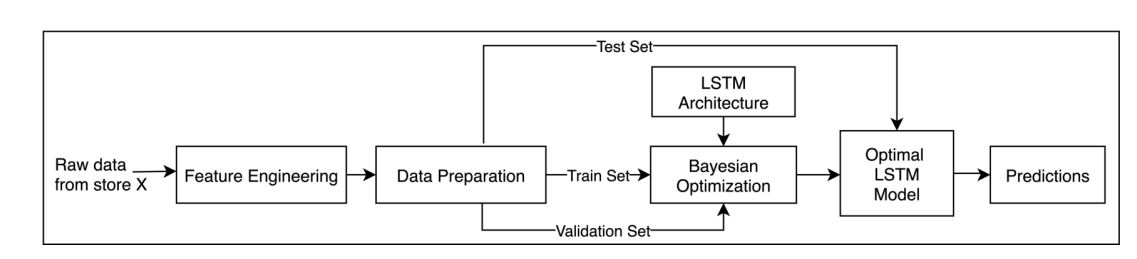 Test Set
LSTM
Architecture
Raw data
from store X
Feature Engineering
Data Preparation
Train Set
Bayesian
Optimization
Optimal
LSTM
Model
Predictions
Validation Set